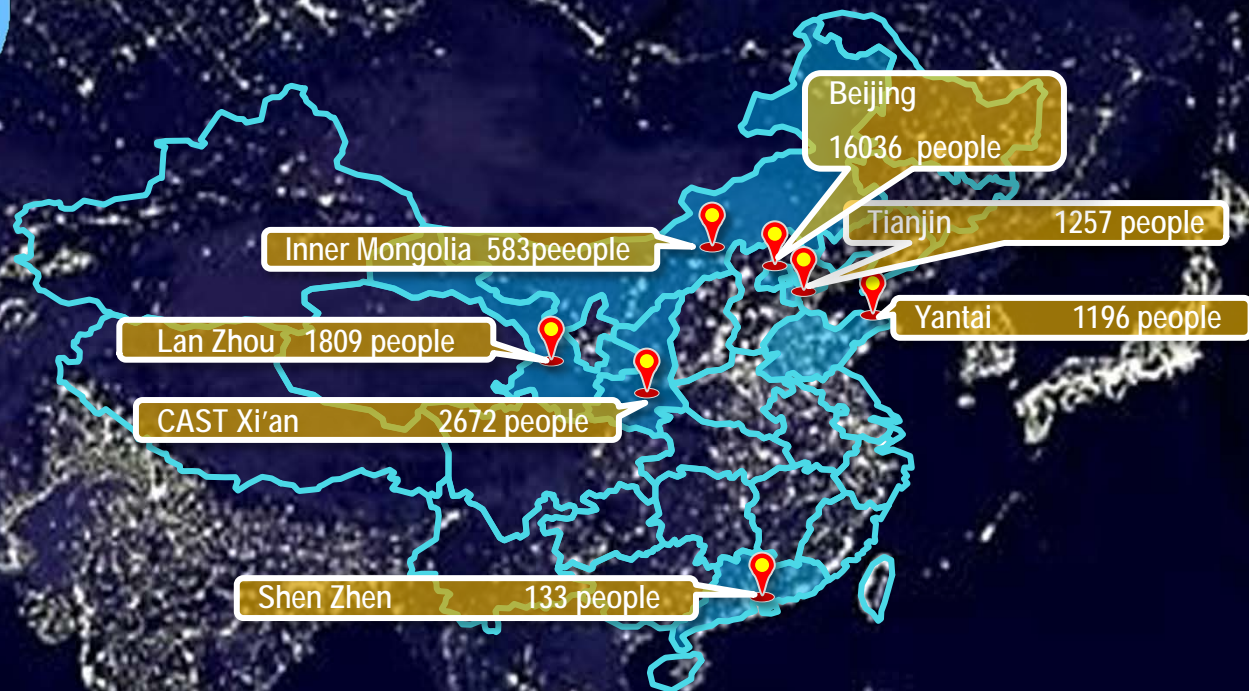 Beijing
16036 people
Tianjin 1257 people
Inner Mongolia 583peeople
Yantai 1196 people
Lan Zhou 1809 people
CAST Xi'an 2672 people
Shen Zhen 133 people